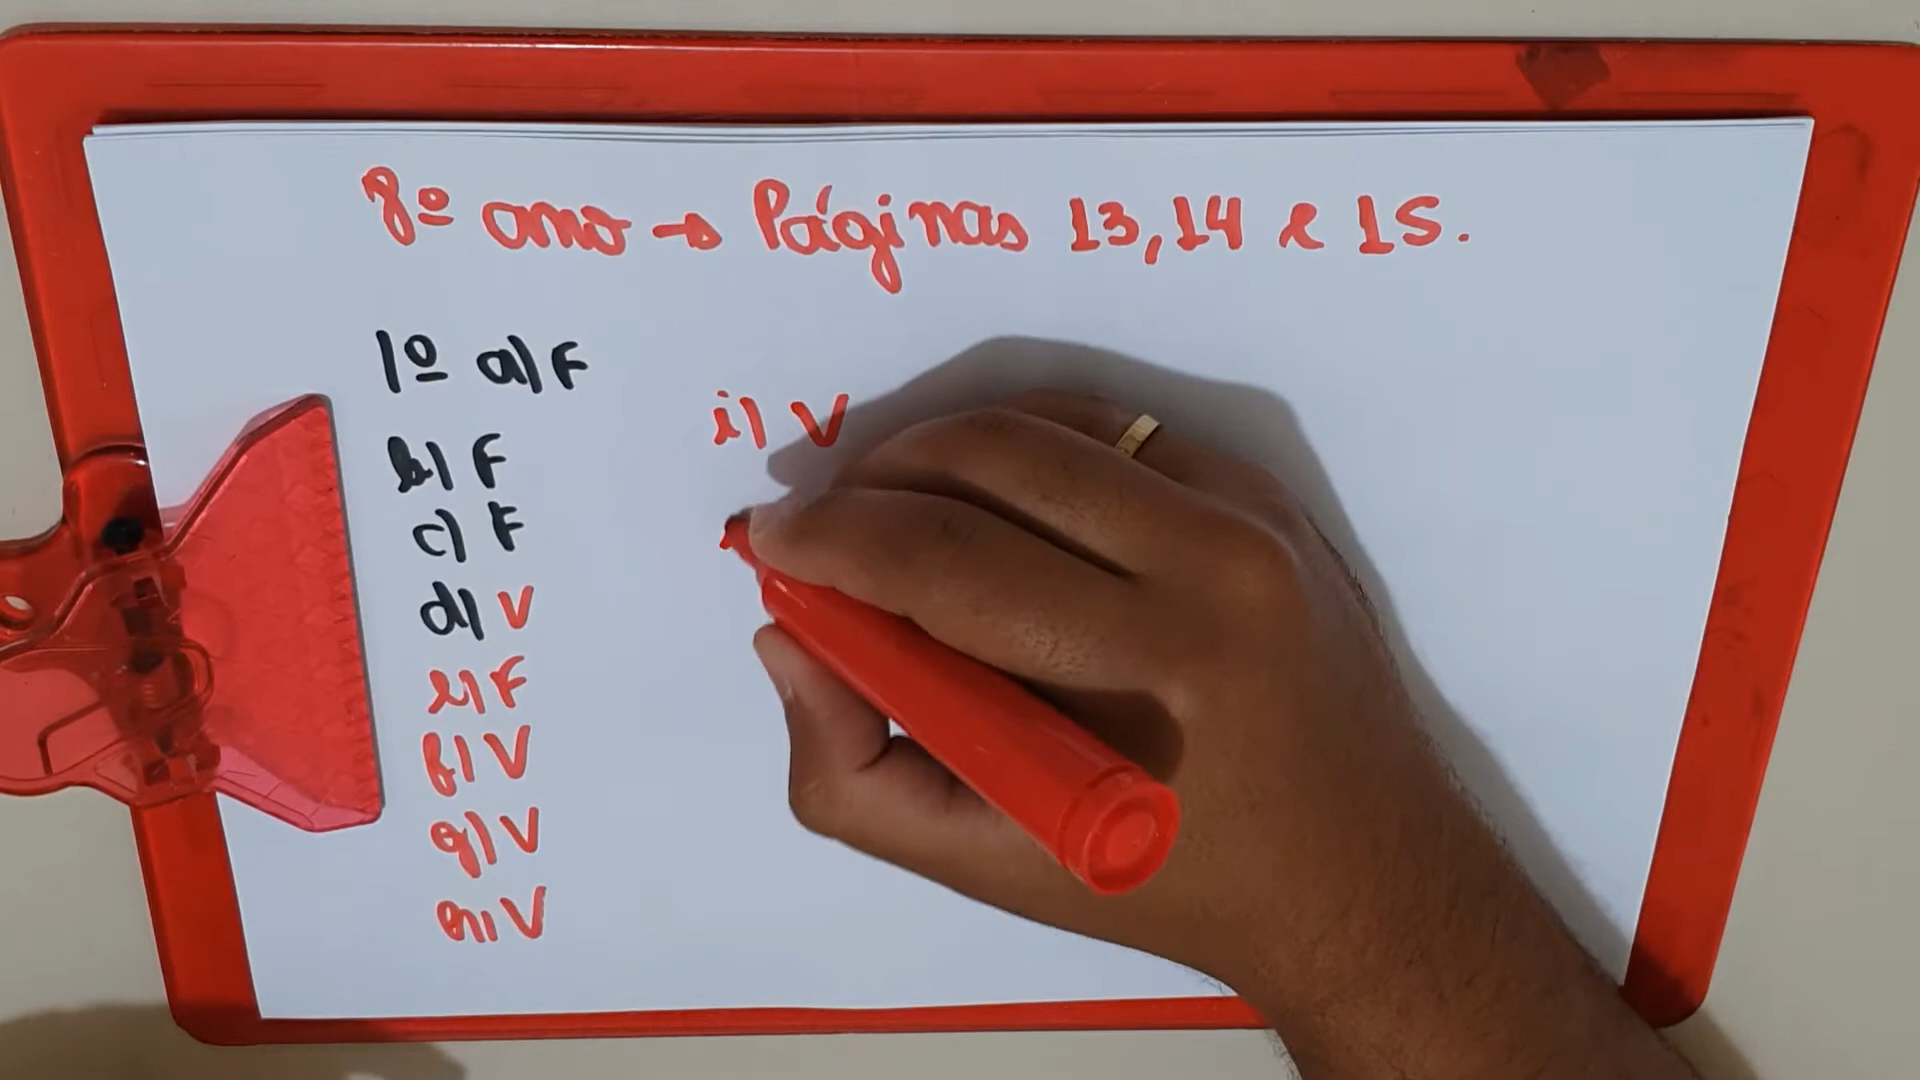 8º ano → Páginas 13, 14 e 15.
1º a) F
b) F
c) F
d) V
e) F
f) V
g) V
h) V
i) V